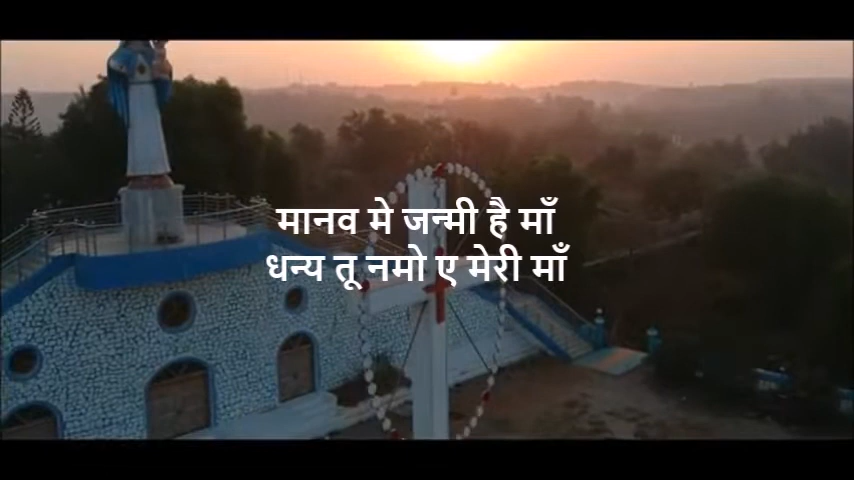 मानव मे जन्मी है माँ
धन्य तू नमो ए मेरी माँ